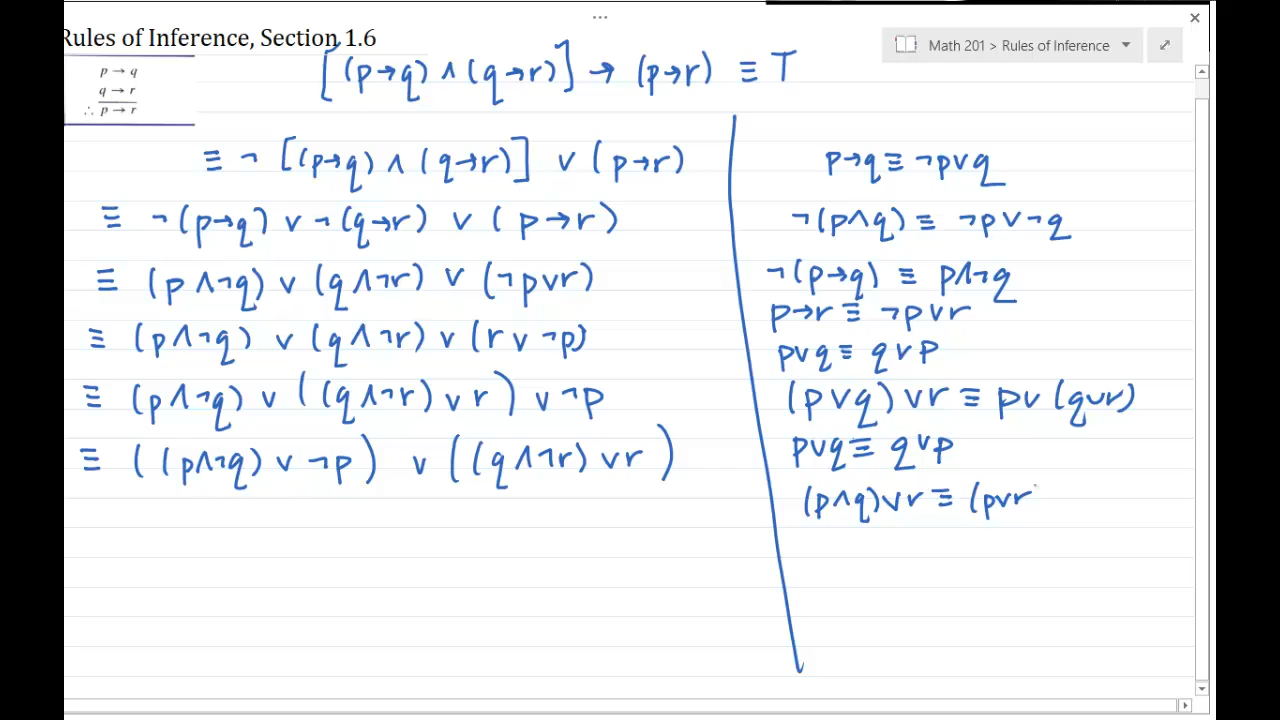 Rules of Inference, Section 1.6
Math 201 > Rules of Inference
p → q
q → r
∴ p → r
[(p→q) ∧ (q→r)] → (p→r) ≡ T
≡ ¬ [(p→q) ∧ (q→r)] ∨ (p→r)
≡ ¬(p→q) ∨ ¬(q→r) ∨ (p→r)
≡ (p∧¬q) ∨ (q∧¬r) ∨ (¬p∨r)
≡ (p∧¬q) ∨ (q∧¬r) ∨ (r∨¬p)
≡ (p∧¬q) ∨ ((q∧¬r) ∨ r) ∨ ¬p
≡ ((p∧¬q) ∨ ¬p) ∨ ((q∧¬r) ∨ r)
p→q ≡ ¬p∨q
¬(p∧q) ≡ ¬p∨¬q
¬(p→q) ≡ p∧¬q
p→r ≡ ¬p∨r
p∨q ≡ q∨p
(p∨q)∨r ≡ p∨(q∨r)
p∨q ≡ q∨p
(p∧q)∨r ≡ (p∨r